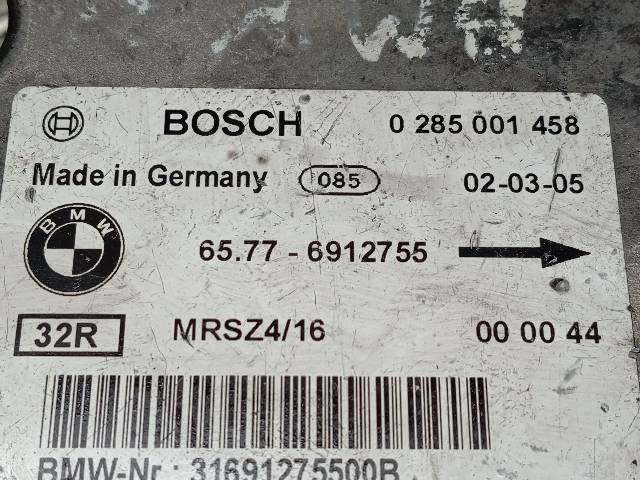 BOSCH 0 285 001 458
Made in Germany 085 02-03-05
BMW 65.77 - 6912755
32R MRSZ4/16 00 00 44
BMW-Nr : 31691275500B